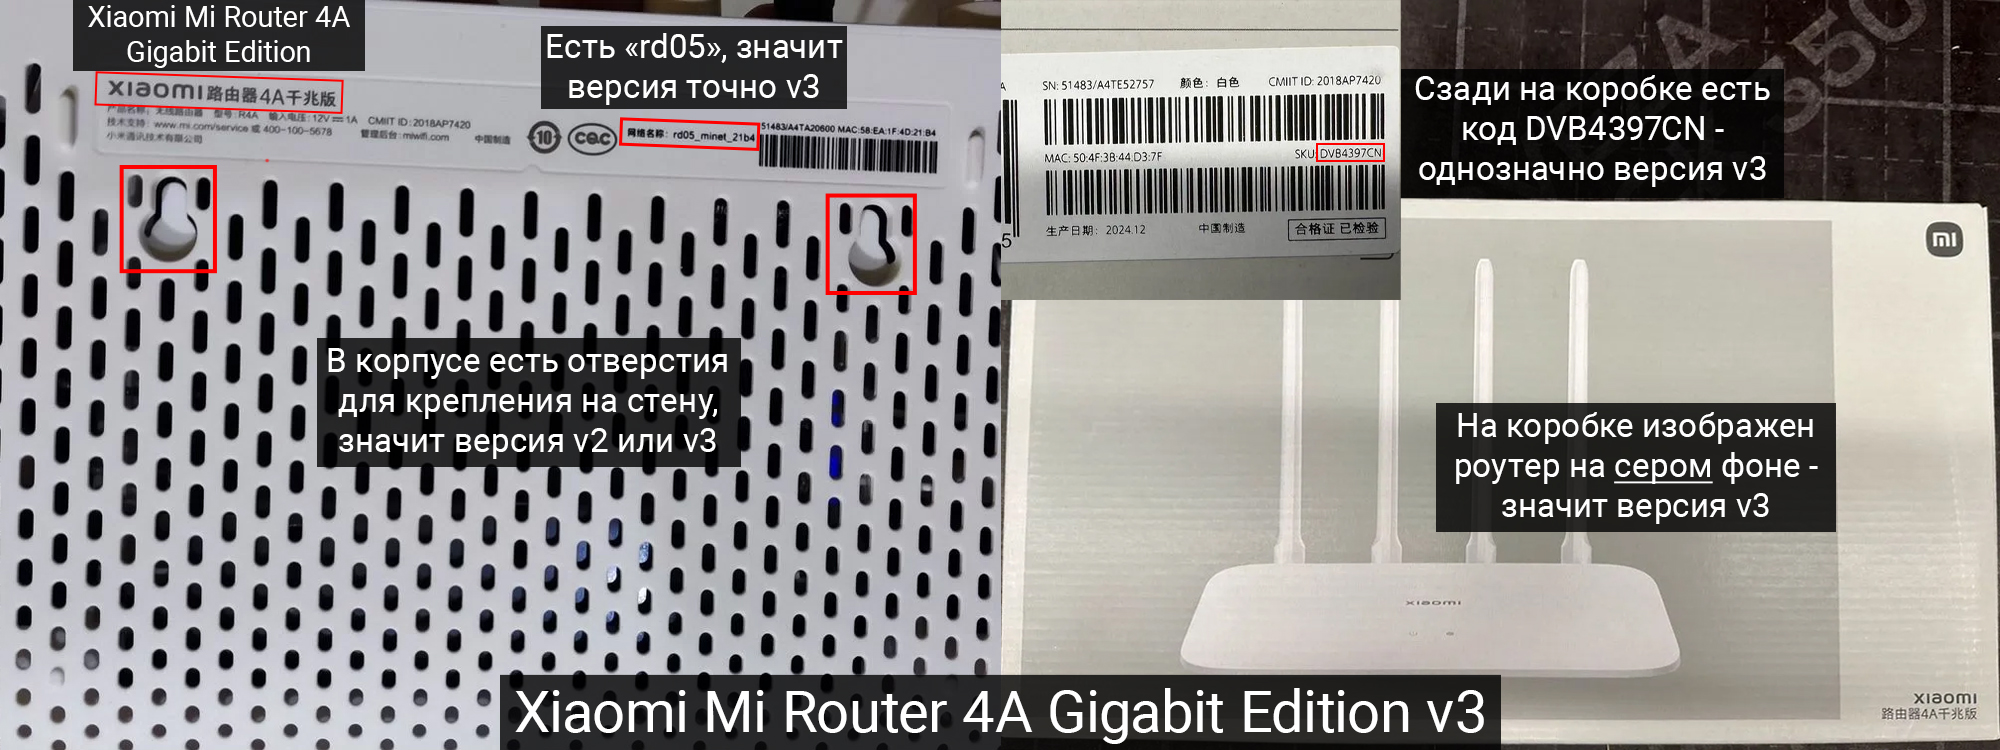 Xiaomi Mi Router 4A
Gigabit Edition
xiaomi路由器4A千兆版
产品名称：无线路由器 型号：R4A 输入电压：12V⎓1A CMIIT ID：2018AP7420
技术支持：www.mi.com/service 或 400-100-5678 管理后台：miwifi.com 中国制造
小米通讯技术有限公司
10
CQC
网络名称：rd05_minet_21b4
51483/A4TA20600 MAC:58:EA:1F:4D:21:B4
Есть «rd05», значит
версия точно v3
В корпусе есть отверстия
для крепления на стену,
значит версия v2 или v3
A
5
SN: 51483/A4TE52757 颜色：白色 CMIIT ID: 2018AP7420
MAC: 50:4F:3B:44:D3:7F SKU: DVB4397CN
生产日期：2024.12 中国制造 合格证 已检验
Сзади на коробке есть
код DVB4397CN -
однозначно версия v3
mi
На коробке изображен
роутер на сером фоне -
значит версия v3
xiaomi
xiaomi
路由器4A千兆版
Xiaomi Mi Router 4A Gigabit Edition v3